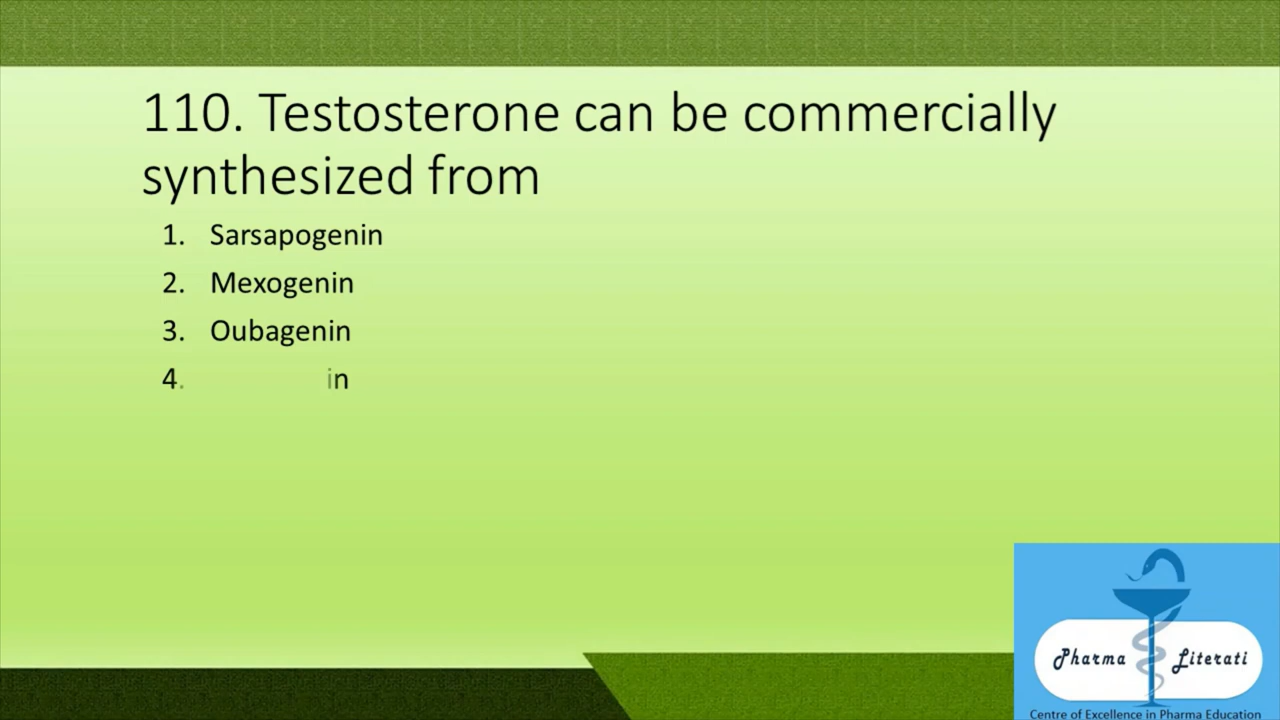 110. Testosterone can be commercially
synthesized from
1. Sarsapogenin
2. Mexogenin
3. Oubagenin
4. in
Pharma Literati
Centre of Excellence in Pharma Education